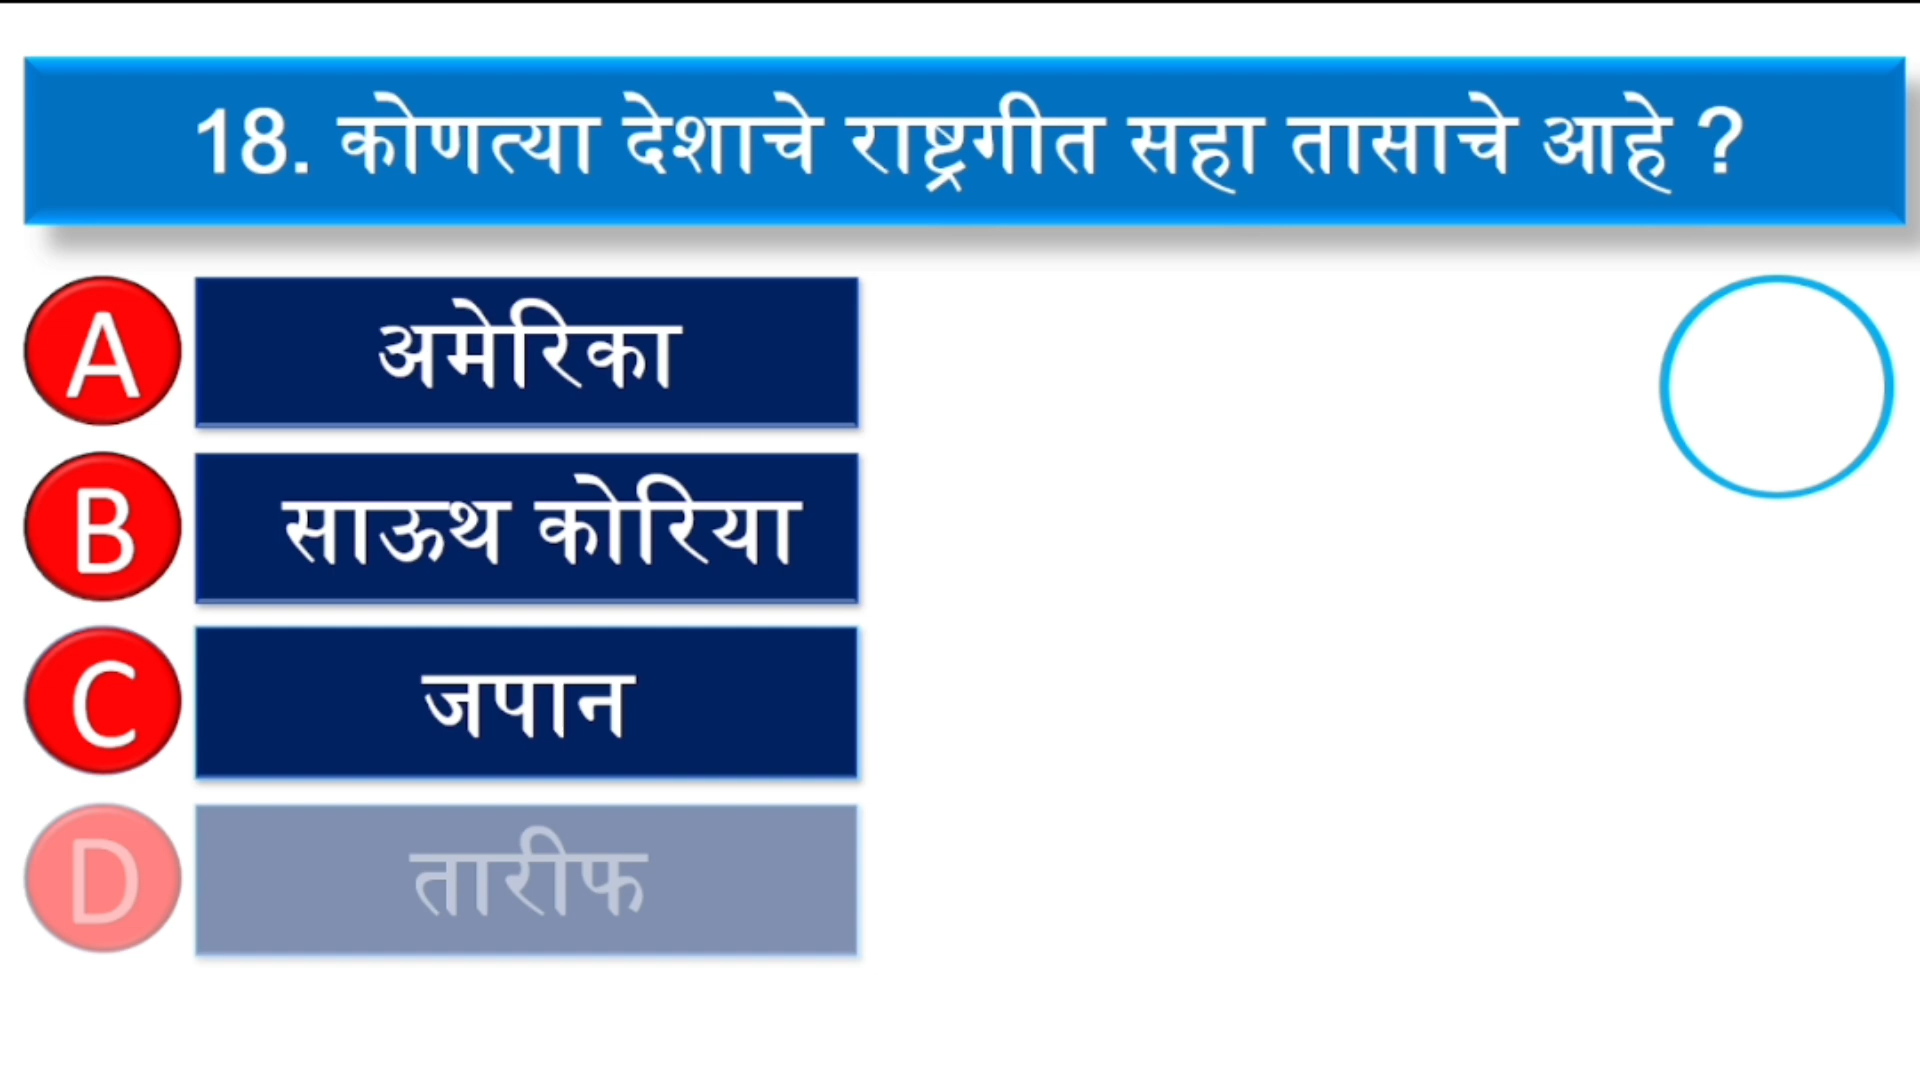 18. कोणत्या देशाचे राष्ट्रगीत सहा तासाचे आहे ?
A अमेरिका
B साऊथ कोरिया
C जपान
D तारीफ